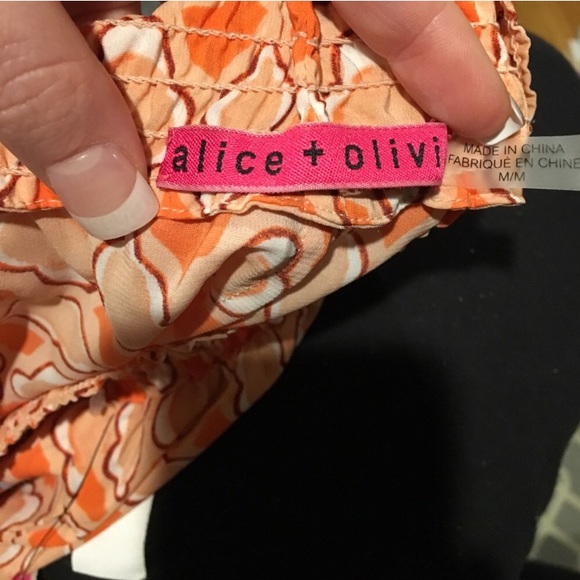 alice + olivi
MADE IN CHINA
FABRIQUÉ EN CHINE
M/M